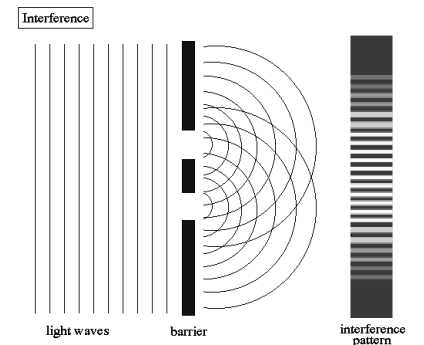 Interference
light waves
barrier
interference
pattern